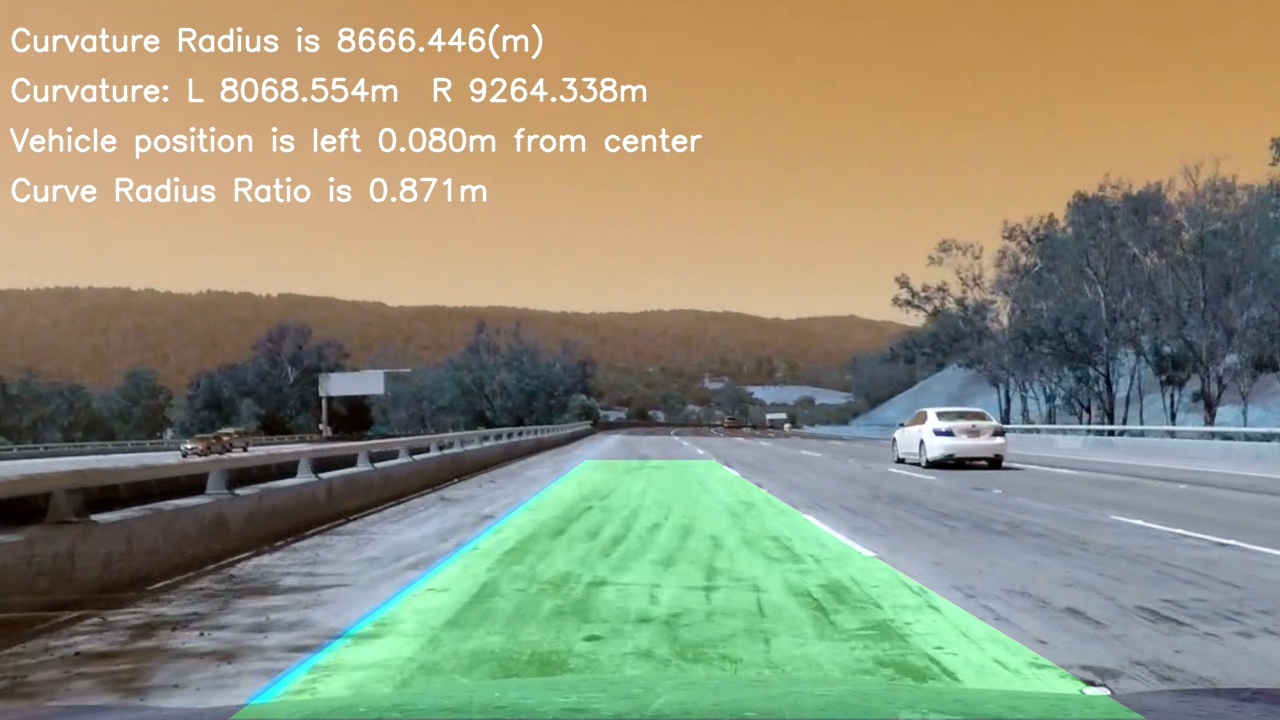 Curvature Radius is 8666.446(m)
Curvature: L 8068.554m R 9264.338m
Vehicle position is left 0.080m from center
Curve Radius Ratio is 0.871m